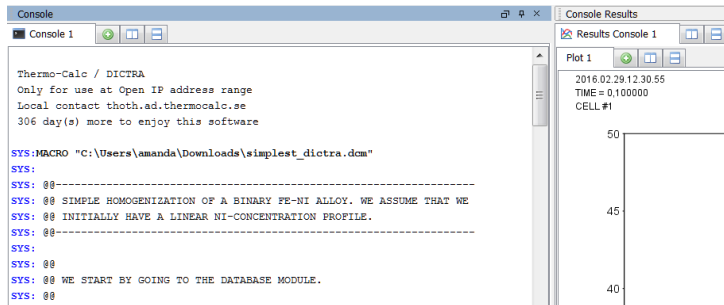 Console
Console 1
Thermo-Calc / DICTRA
Only for use at Open IP address range
Local contact thoth.ad.thermocalc.se
306 day(s) more to enjoy this software
SYS:MACRO "C:\Users\amanda\Downloads\simplest_dictra.dcm"
SYS:
SYS: @@---------------------------------------------------------------
SYS: @@ SIMPLE HOMOGENIZATION OF A BINARY FE-NI ALLOY. WE ASSUME THAT WE
SYS: @@ INITIALLY HAVE A LINEAR NI-CONCENTRATION PROFILE.
SYS: @@---------------------------------------------------------------
SYS:
SYS: @@
SYS: @@ WE START BY GOING TO THE DATABASE MODULE.
SYS: @@
Console Results
Results Console 1
Plot 1
2016.02.29.12.30.55
TIME = 0,100000
CELL #1
50
45
40